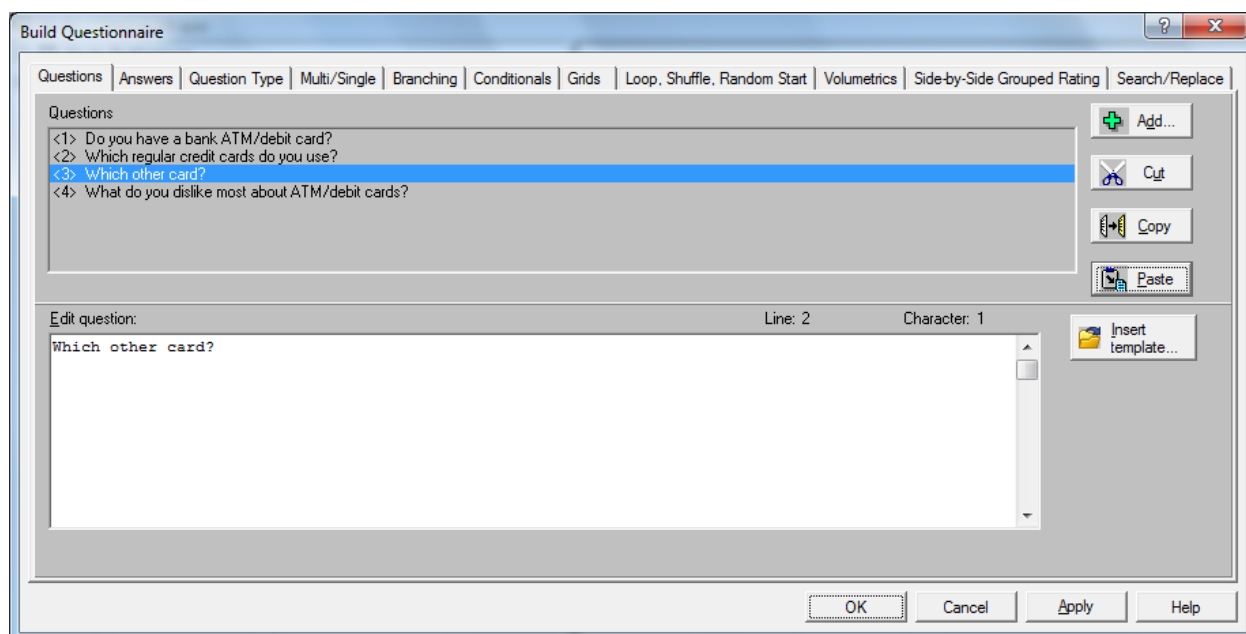 Build Questionnaire
?
X
Questions Answers Question Type Multi/Single Branching Conditionals Grids Loop, Shuffle, Random Start Volumetrics Side-by-Side Grouped Rating Search/Replace
Questions
<1> Do you have a bank ATM/debit card?
<2> Which regular credit cards do you use?
<3> Which other card?
<4> What do you dislike most about ATM/debit cards?
Add...
Cut
Copy
Paste
Edit question: Line: 2 Character: 1
Which other card?
Insert
template...
OK Cancel Apply Help